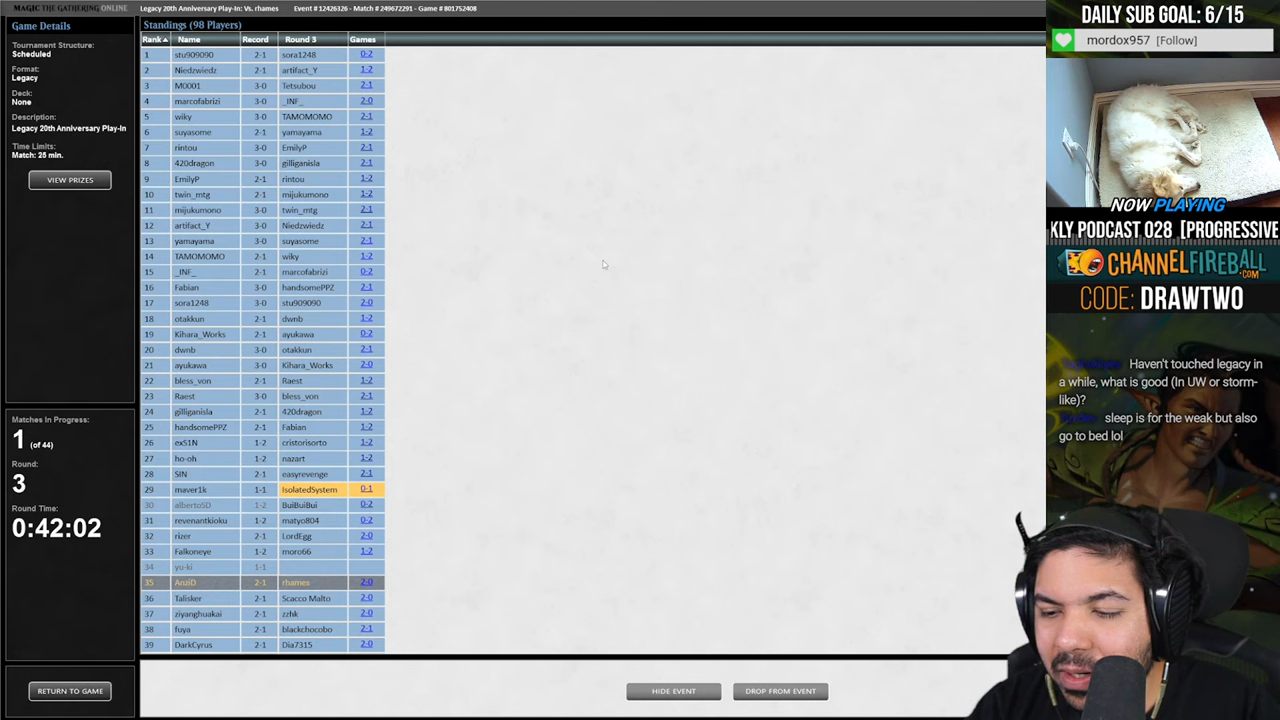 MAGIC THE GATHERING ONLINE
Legacy 20th Anniversary Play-In: Vs. rhames
Event # 12426326 - Match # 249672291 - Game # 801752408
Game Details
Tournament Structure:
Scheduled
Format:
Legacy
Deck:
None
Description:
Legacy 20th Anniversary Play-In
Time Limits:
Match: 25 min.
VIEW PRIZES
Matches In Progress:
1 (of 44)
Round:
3
Round Time:
0:42:02
RETURN TO GAME
Standings (98 Players)
Rank Name Record Round 3 Games
1 stu909090 2-1 sora1248 0-2
2 Niedzwiedz 2-1 artifact_Y 1-2
3 M0001 3-0 Tetsubou 2-1
4 marcofabrizi 3-0 _INF_ 2-0
5 wiky 3-0 TAMOMOMO 2-1
6 suyasome 2-1 yamayama 1-2
7 rintou 3-0 EmilyP 2-1
8 420dragon 3-0 gilliganisla 2-1
9 EmilyP 2-1 rintou 1-2
10 twin_mtg 2-1 mijukumono 1-2
11 mijukumono 3-0 twin_mtg 2-1
12 artifact_Y 3-0 Niedzwiedz 2-1
13 yamayama 3-0 suyasome 2-1
14 TAMOMOMO 2-1 wiky 1-2
15 _INF_ 2-1 marcofabrizi 0-2
16 Fabian 3-0 handsomePPZ 2-1
17 sora1248 3-0 stu909090 2-0
18 otakkun 2-1 dwnb 1-2
19 Kihara_Works 2-1 ayukawa 0-2
20 dwnb 3-0 otakkun 2-1
21 ayukawa 3-0 Kihara_Works 2-0
22 bless_von 2-1 Raest 1-2
23 Raest 3-0 bless_von 2-1
24 gilliganisla 2-1 420dragon 1-2
25 handsomePPZ 2-1 Fabian 1-2
26 ex51N 1-2 cristorisorto 1-2
27 ho-oh 1-2 nazart 1-2
28 SIN 2-1 easyrevenge 2-1
29 maver1k 1-1 IsolatedSystem 0-1
30 albertoSD 1-2 BuiBuiBui 0-2
31 revenantkioku 1-2 matyo804 0-2
32 rizer 2-1 LordEgg 2-0
33 Falkoneye 1-2 moro66 1-2
34 yu-ki 1-1
35 AnziD 2-1 rhames 2-0
36 Talisker 2-1 Scacco Malto 2-0
37 ziyanghuakai 2-1 zzhk 2-0
38 fuya 2-1 blackchocobo 2-1
39 DarkCyrus 2-1 Dia7315 2-0
HIDE EVENT
DROP FROM EVENT
DAILY SUB GOAL: 6/15
mordox957 [Follow]
NOW PLAYING
KLY PODCAST 028 [PROGRESSIVE
CHANNELFIREBALL
.COM
CODE: DRAWTWO
Haven't touched legacy in
a while, what is good (In UW or storm-
like)?
sleep is for the weak but also
go to bed lol